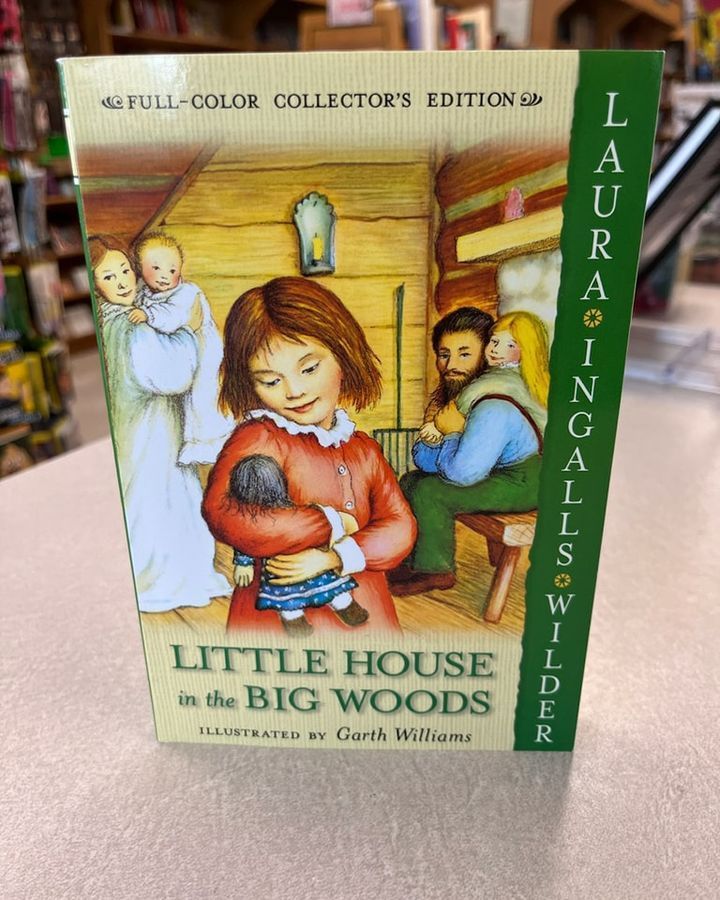 FULL-COLOR COLLECTOR'S EDITION
LAURA INGALLS WILDER
LITTLE HOUSE
in the BIG WOODS
ILLUSTRATED BY Garth Williams